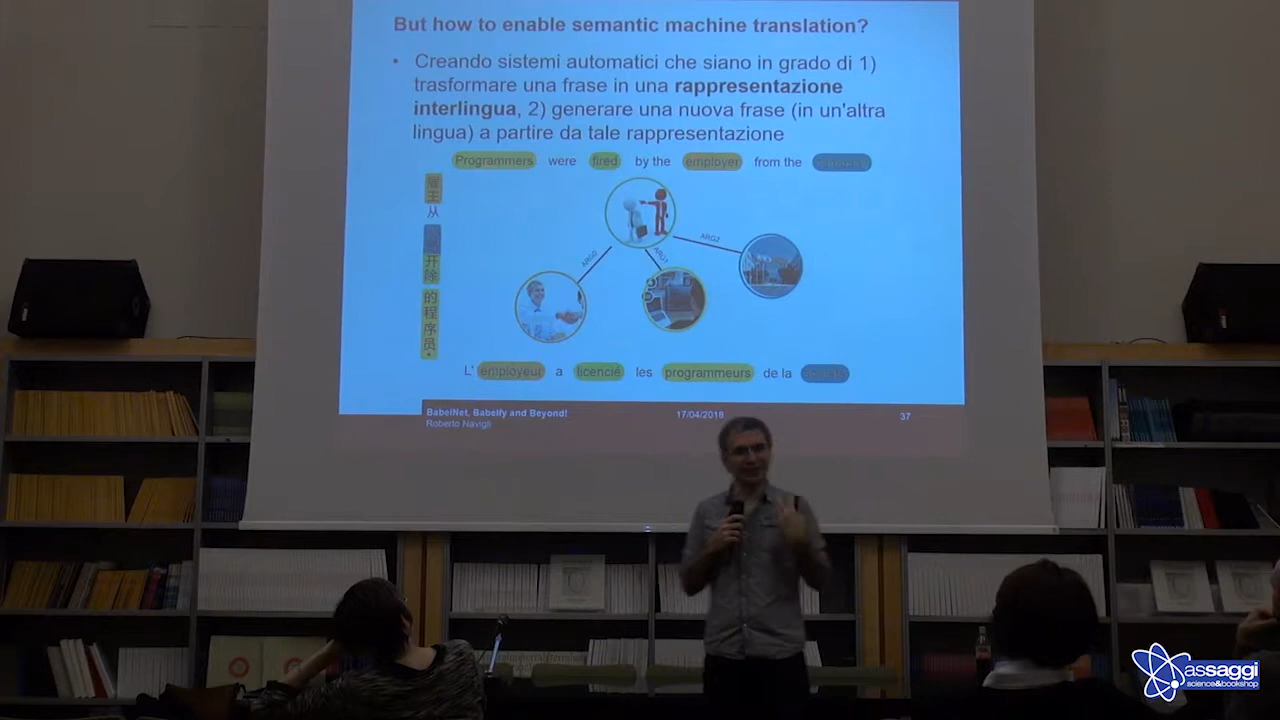 But how to enable semantic machine translation?
• Creando sistemi automatici che siano in grado di 1)
trasformare una frase in una rappresentazione
interlingua, 2) generare una nuova frase (in un'altra
lingua) a partire da tale rappresentazione
Programmers were fired by the employer from the
雇主从
开除的程序员。
ARG0
ARG1
ARG2
L' employeur a licencié les programmeurs de la
BabelNet, Babelfy and Beyond!
Roberto Navigli
17/04/2018
37
assaggi
science&bookshop